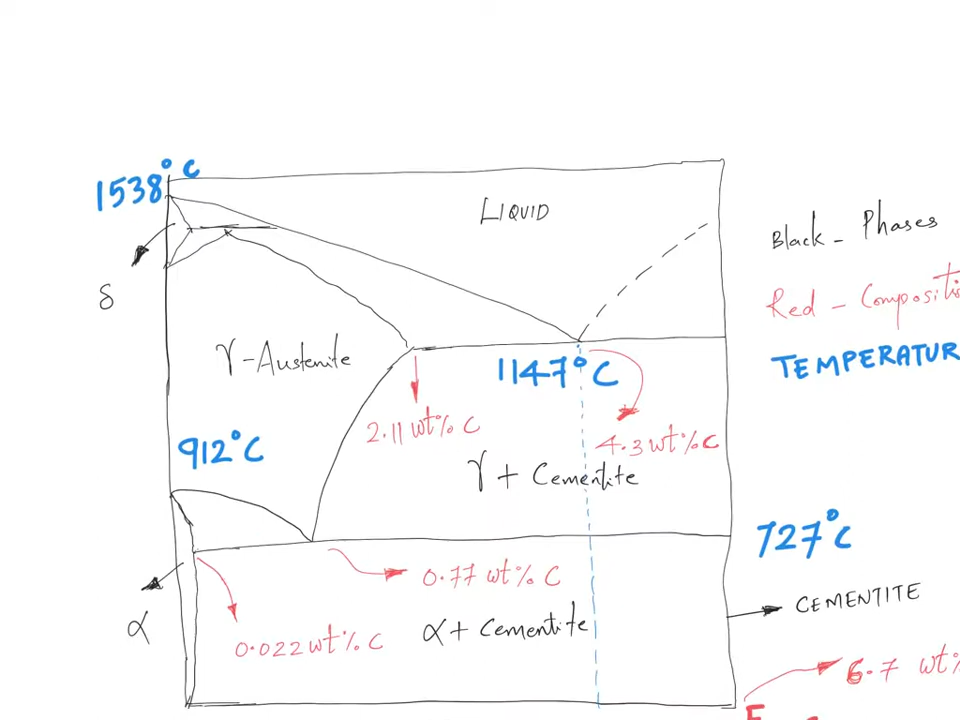 1538°C
LIQUID
Black - Phases
δ
Red - Compositi
γ-Austenite
1147°C
TEMPERATUR
2.11 wt% C
4.3 wt% C
912°C
γ + Cementite
727°C
0.77 wt% C
CEMENTITE
α
α + Cementite
0.022 wt% C
6.7 wt%